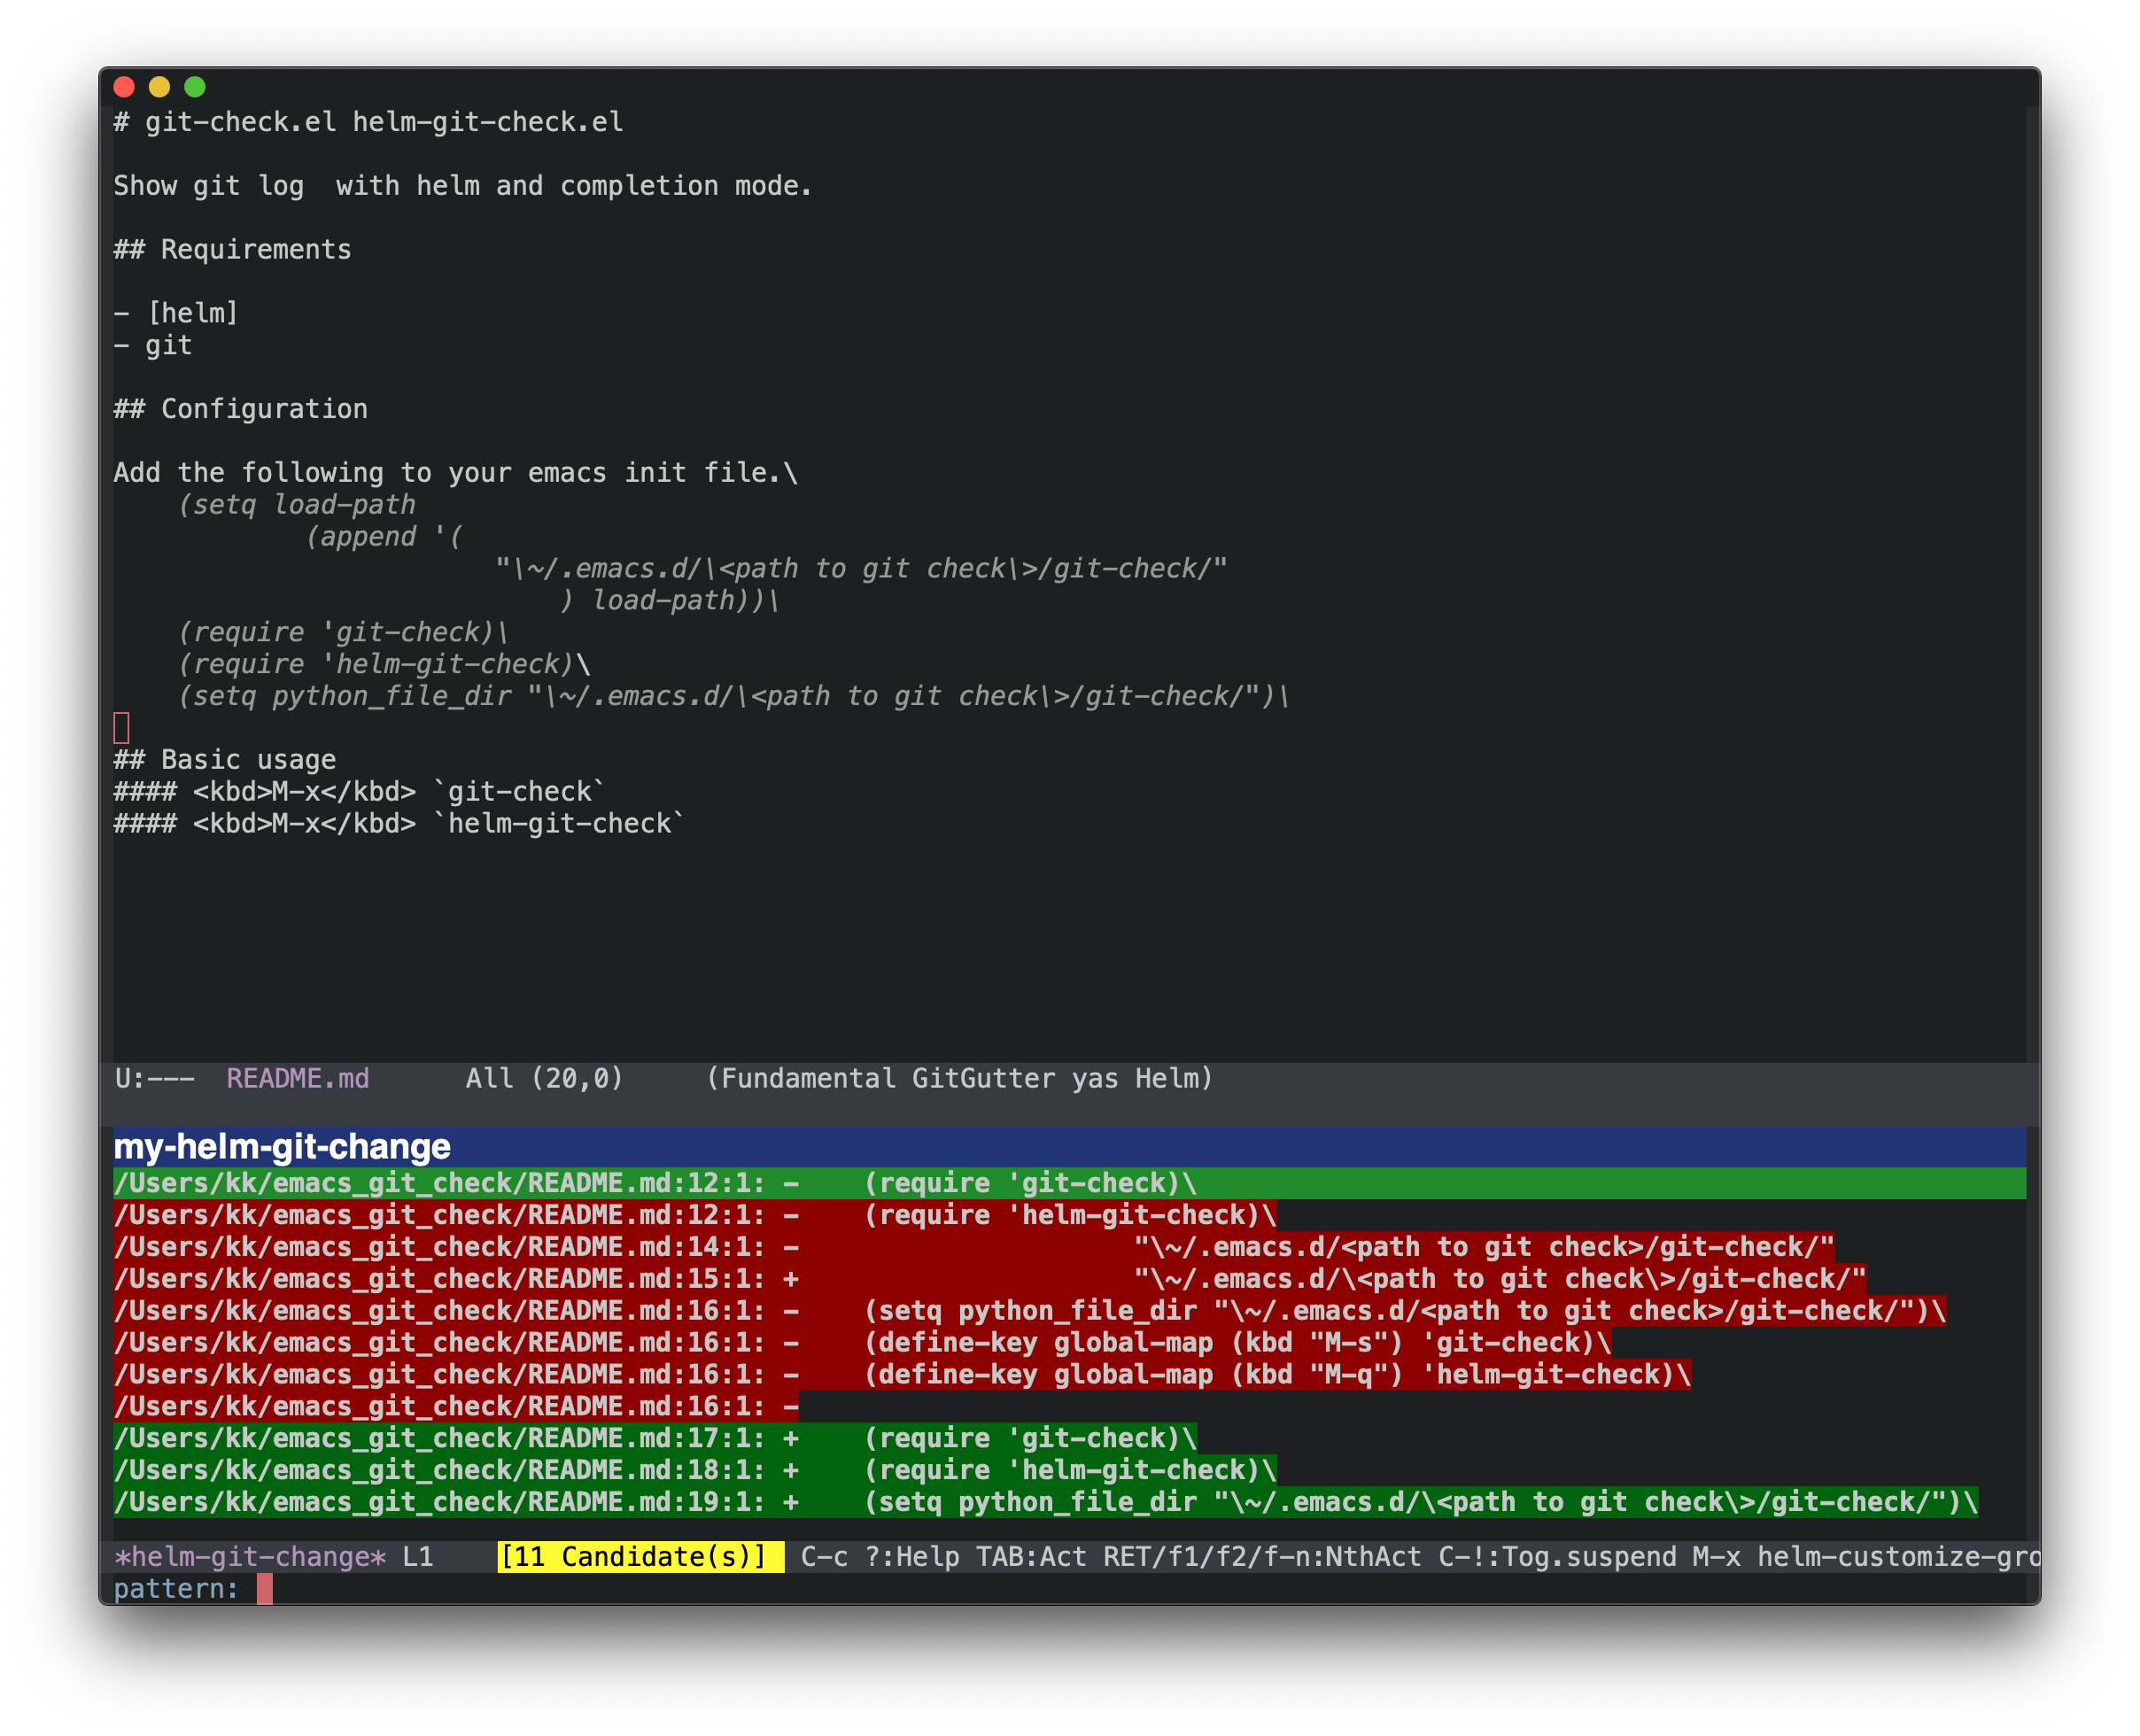 # git-check.el helm-git-check.el
Show git log  with helm and completion mode.
## Requirements
- [helm]
- git
## Configuration
Add the following to your emacs init file.\
    (setq load-path
            (append '(
                        "\~/.emacs.d/\<path to git check\>/git-check/"
                            ) load-path))\
    (require 'git-check)\
    (require 'helm-git-check)\
    (setq python_file_dir "\~/.emacs.d/\<path to git check\>/git-check/")\
## Basic usage
#### <kbd>M-x</kbd> `git-check`
#### <kbd>M-x</kbd> `helm-git-check`
U:---  README.md      All (20,0)     (Fundamental GitGutter yas Helm)
my-helm-git-change
/Users/kk/emacs_git_check/README.md:12:1: -    (require 'git-check)\
/Users/kk/emacs_git_check/README.md:12:1: -    (require 'helm-git-check)\
/Users/kk/emacs_git_check/README.md:14:1: -                     "\~/.emacs.d/<path to git check>/git-check/"
/Users/kk/emacs_git_check/README.md:15:1: +                     "\~/.emacs.d/\<path to git check\>/git-check/"
/Users/kk/emacs_git_check/README.md:16:1: -    (setq python_file_dir "\~/.emacs.d/<path to git check>/git-check/")\
/Users/kk/emacs_git_check/README.md:16:1: -    (define-key global-map (kbd "M-s") 'git-check)\
/Users/kk/emacs_git_check/README.md:16:1: -    (define-key global-map (kbd "M-q") 'helm-git-check)\
/Users/kk/emacs_git_check/README.md:16:1: -
/Users/kk/emacs_git_check/README.md:17:1: +    (require 'git-check)\
/Users/kk/emacs_git_check/README.md:18:1: +    (require 'helm-git-check)\
/Users/kk/emacs_git_check/README.md:19:1: +    (setq python_file_dir "\~/.emacs.d/\<path to git check\>/git-check/")\
*helm-git-change* L1    [11 Candidate(s)]  C-c ?:Help TAB:Act RET/f1/f2/f-n:NthAct C-!:Tog.suspend M-x helm-customize-gro
pattern: